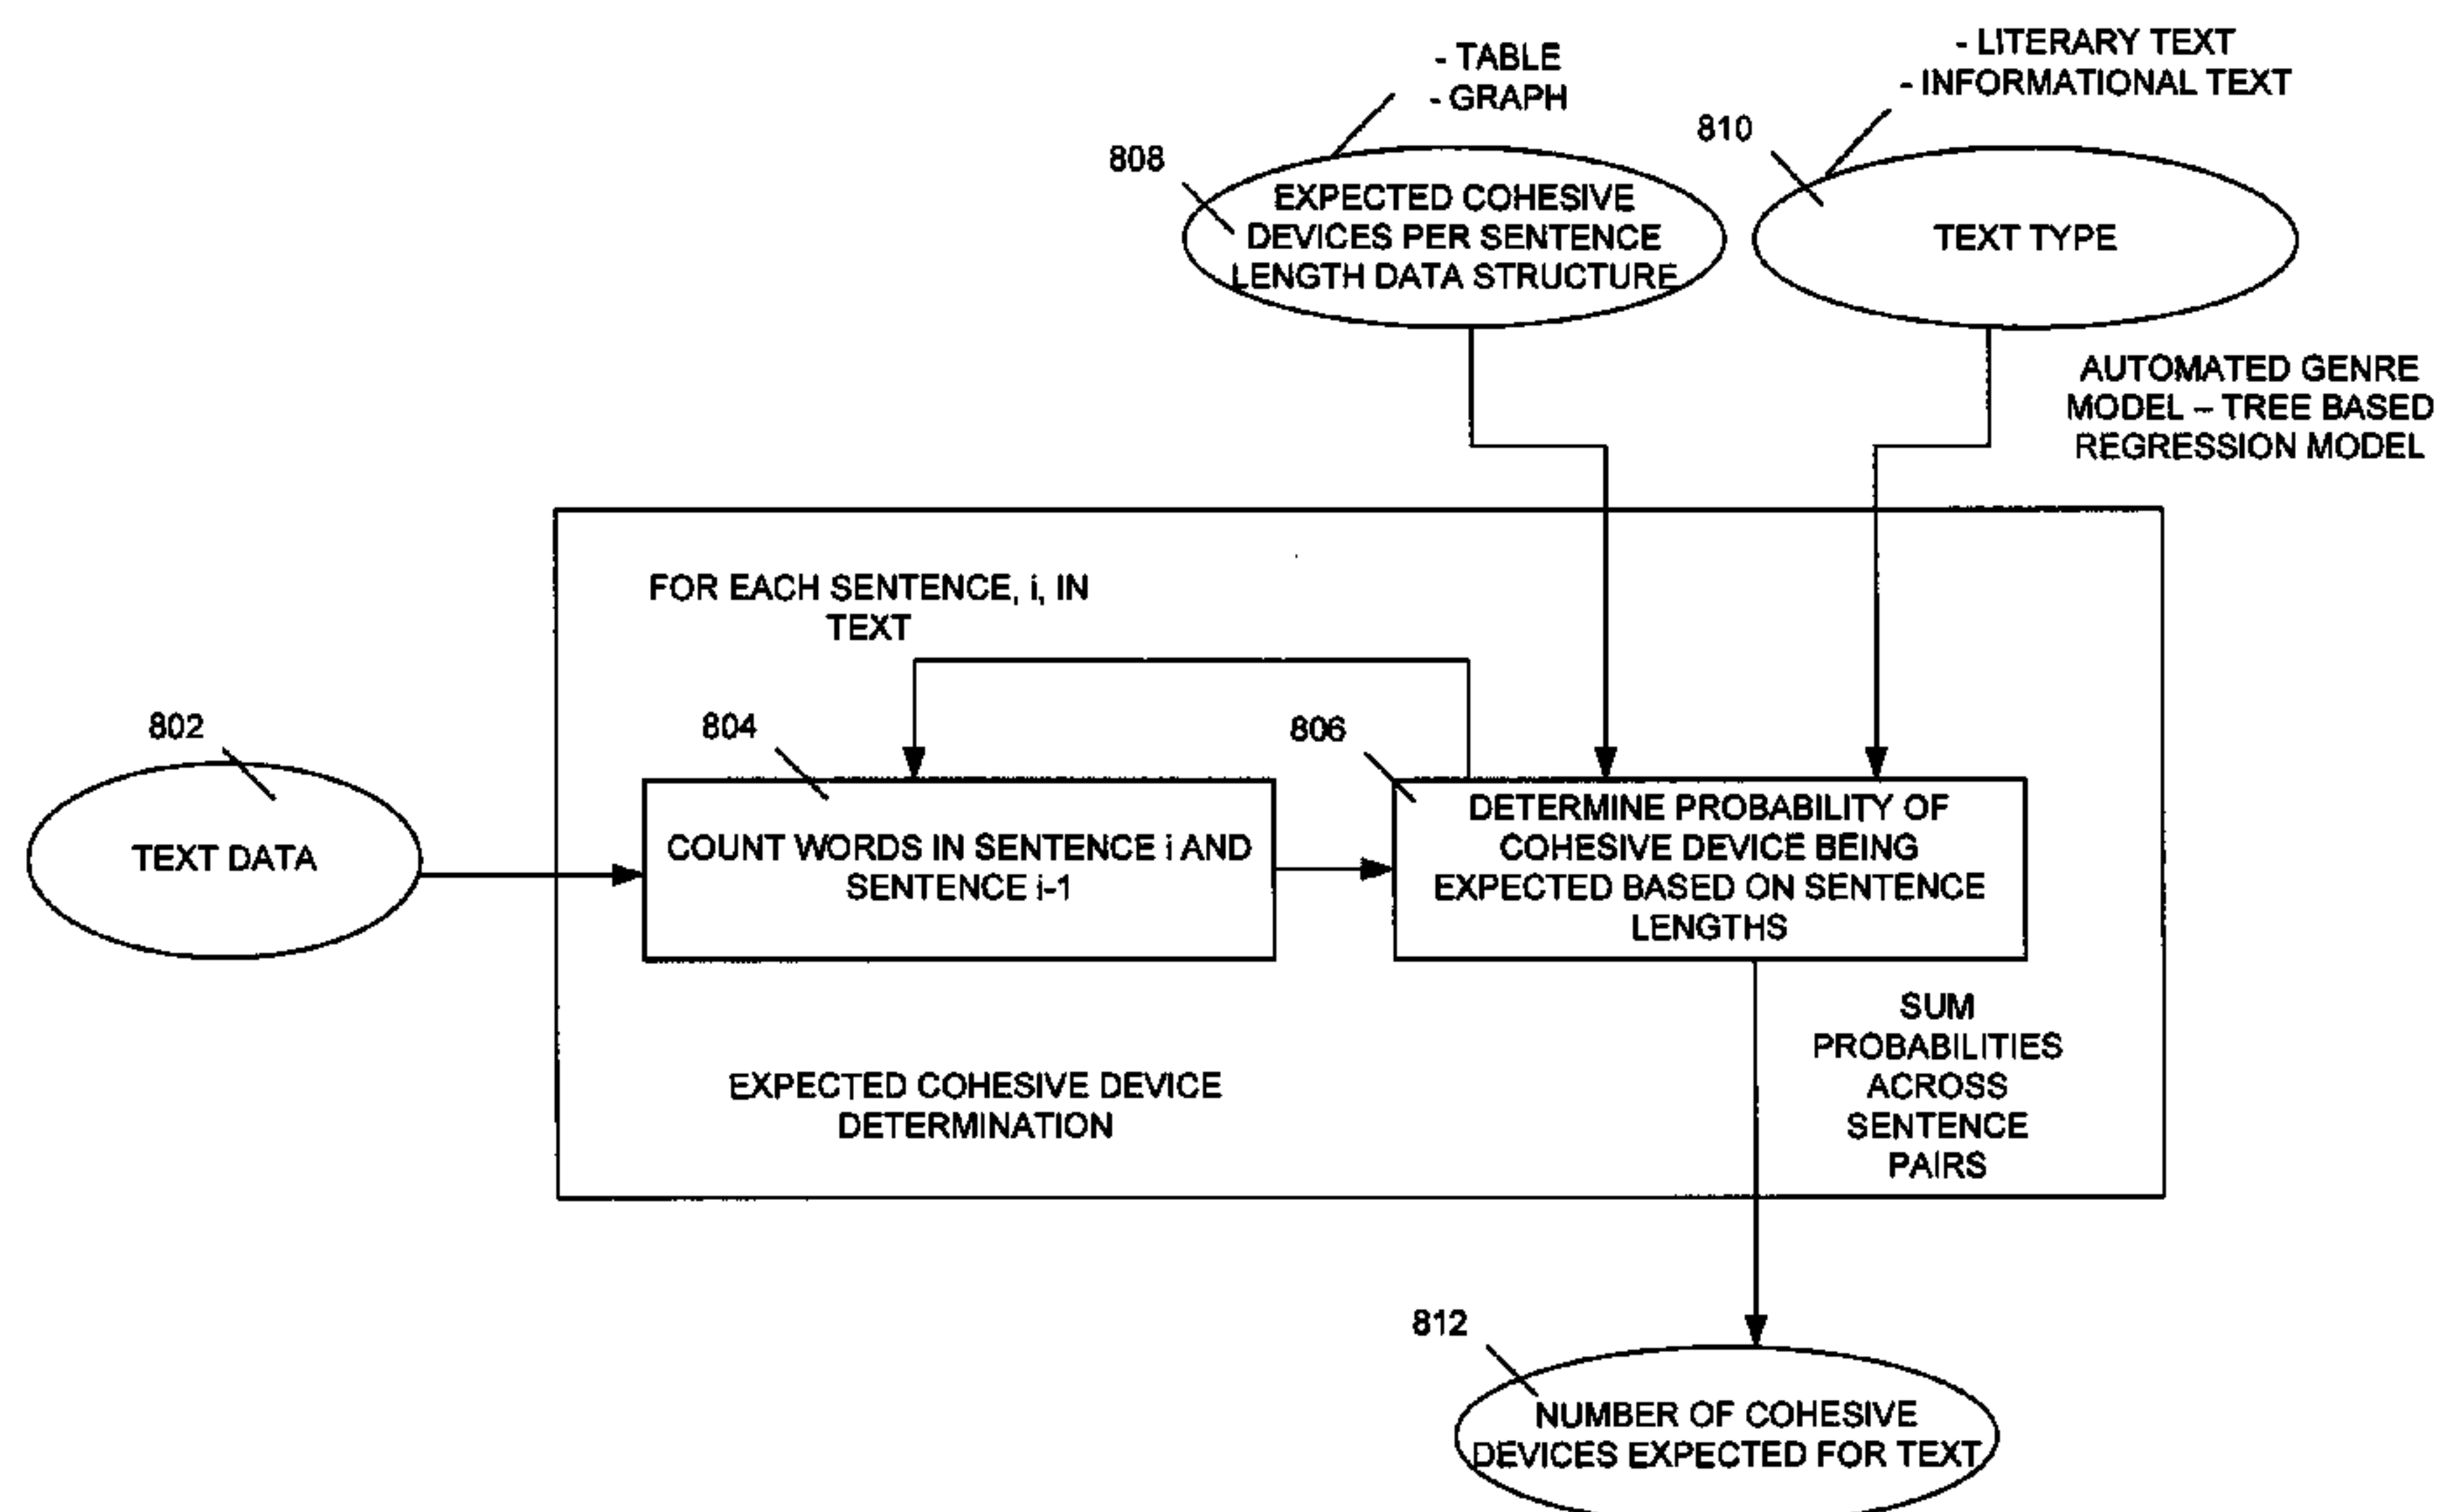 - TABLE
- GRAPH
- LITERARY TEXT
- INFORMATIONAL TEXT
808
810
EXPECTED COHESIVE
DEVICES PER SENTENCE
LENGTH DATA STRUCTURE
TEXT TYPE
AUTOMATED GENRE
MODEL – TREE BASED
REGRESSION MODEL
FOR EACH SENTENCE, i, IN
TEXT
802
804
806
TEXT DATA
COUNT WORDS IN SENTENCE i AND
SENTENCE i-1
DETERMINE PROBABILITY OF
COHESIVE DEVICE BEING
EXPECTED BASED ON SENTENCE
LENGTHS
EXPECTED COHESIVE DEVICE
DETERMINATION
SUM
PROBABILITIES
ACROSS
SENTENCE
PAIRS
812
NUMBER OF COHESIVE
DEVICES EXPECTED FOR TEXT